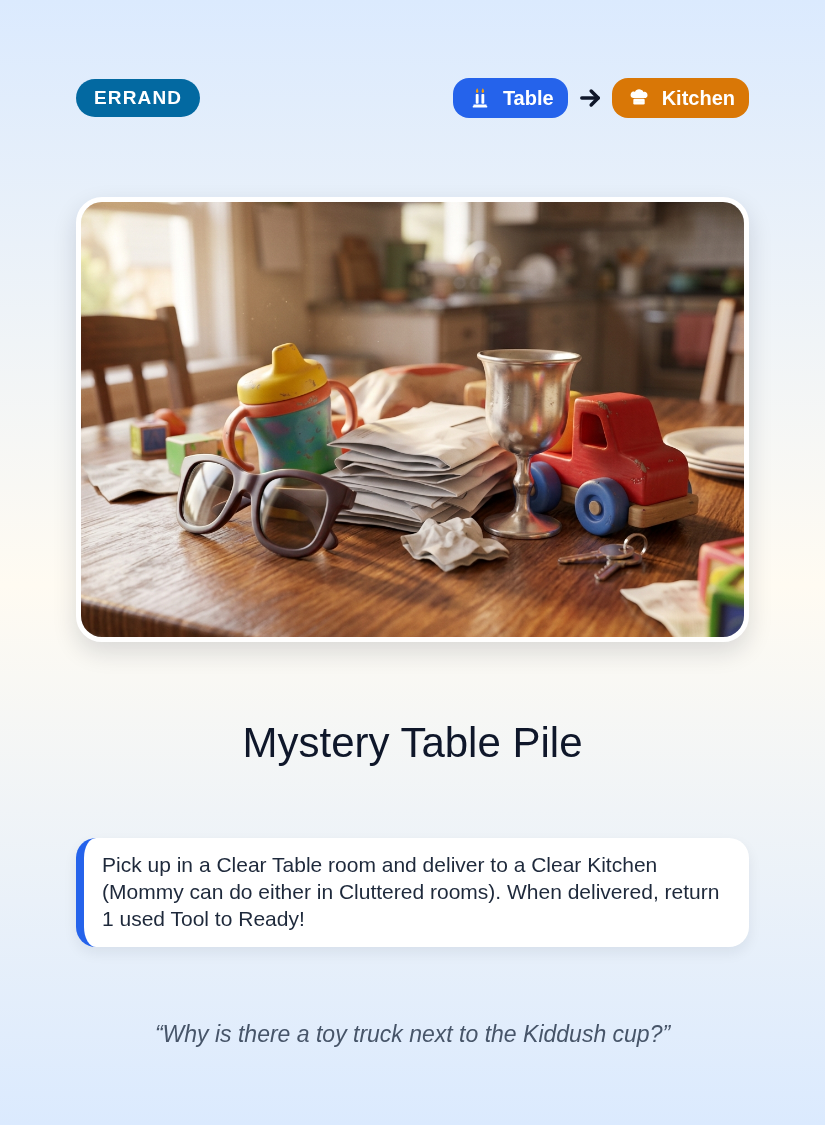 ERRAND
Table → Kitchen
Mystery Table Pile
Pick up in a Clear Table room and deliver to a Clear Kitchen
(Mommy can do either in Cluttered rooms). When delivered, return
1 used Tool to Ready!
“Why is there a toy truck next to the Kiddush cup?”